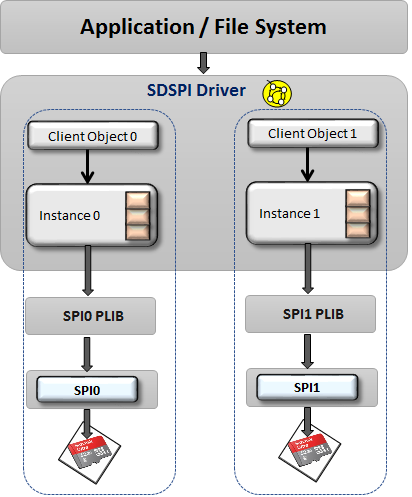 Application / File System
SDSPI Driver
Client Object 0
Client Object 1
Instance 0
Instance 1
SPI0 PLIB
SPI1 PLIB
SPI0
SPI1